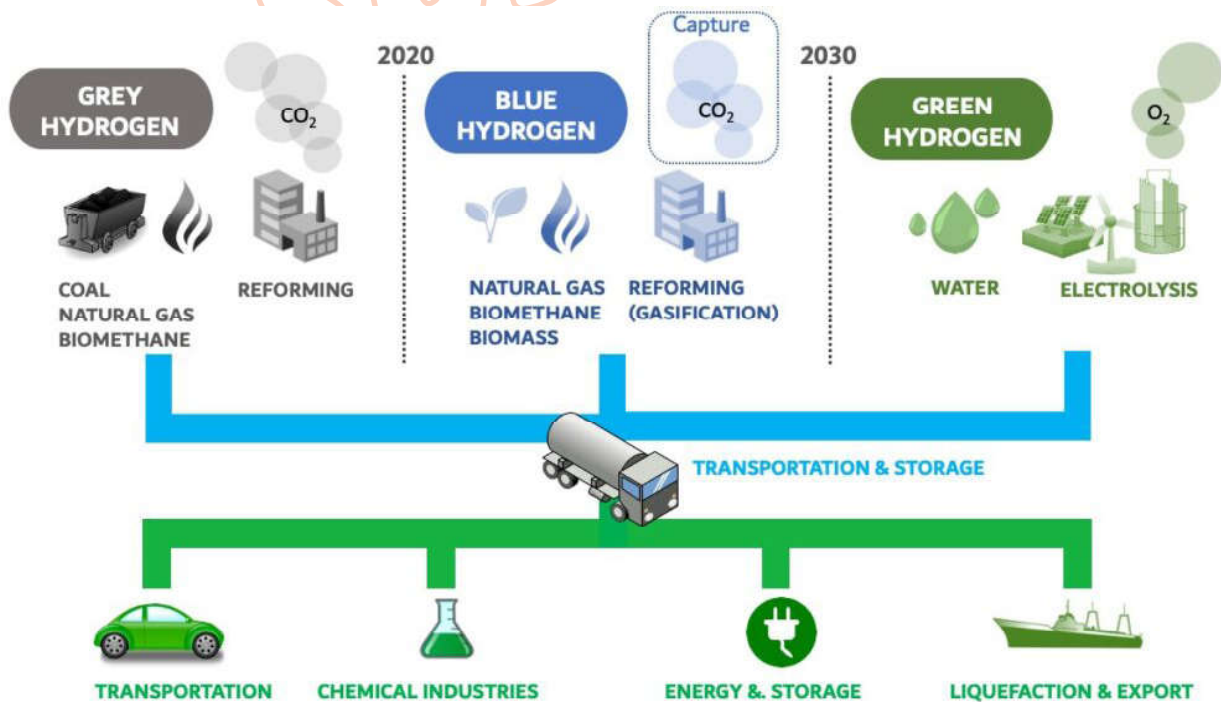 Capture
2020
2030
GREY
HYDROGEN
CO2
BLUE
HYDROGEN
CO2
GREEN
HYDROGEN
O2
COAL
NATURAL GAS
BIOMETHANE
REFORMING
NATURAL GAS
BIOMETHANE
BIOMASS
REFORMING
(GASIFICATION)
WATER
ELECTROLYSIS
TRANSPORTATION & STORAGE
TRANSPORTATION
CHEMICAL INDUSTRIES
ENERGY &. STORAGE
LIQUEFACTION & EXPORT